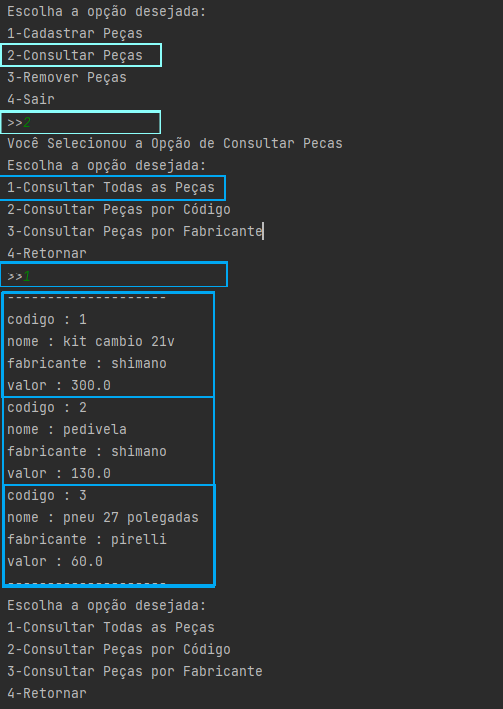 Escolha a opção desejada:
1-Cadastrar Peças
2-Consultar Peças
3-Remover Peças
4-Sair
>>2
Você Selecionou a Opção de Consultar Pecas
Escolha a opção desejada:
1-Consultar Todas as Peças
2-Consultar Peças por Código
3-Consultar Peças por Fabricante
4-Retornar
>>1
--------------------
codigo : 1
nome : kit cambio 21v
fabricante : shimano
valor : 300.0
codigo : 2
nome : pedivela
fabricante : shimano
valor : 130.0
codigo : 3
nome : pneu 27 polegadas
fabricante : pirelli
valor : 60.0
--------------------
Escolha a opção desejada:
1-Consultar Todas as Peças
2-Consultar Peças por Código
3-Consultar Peças por Fabricante
4-Retornar